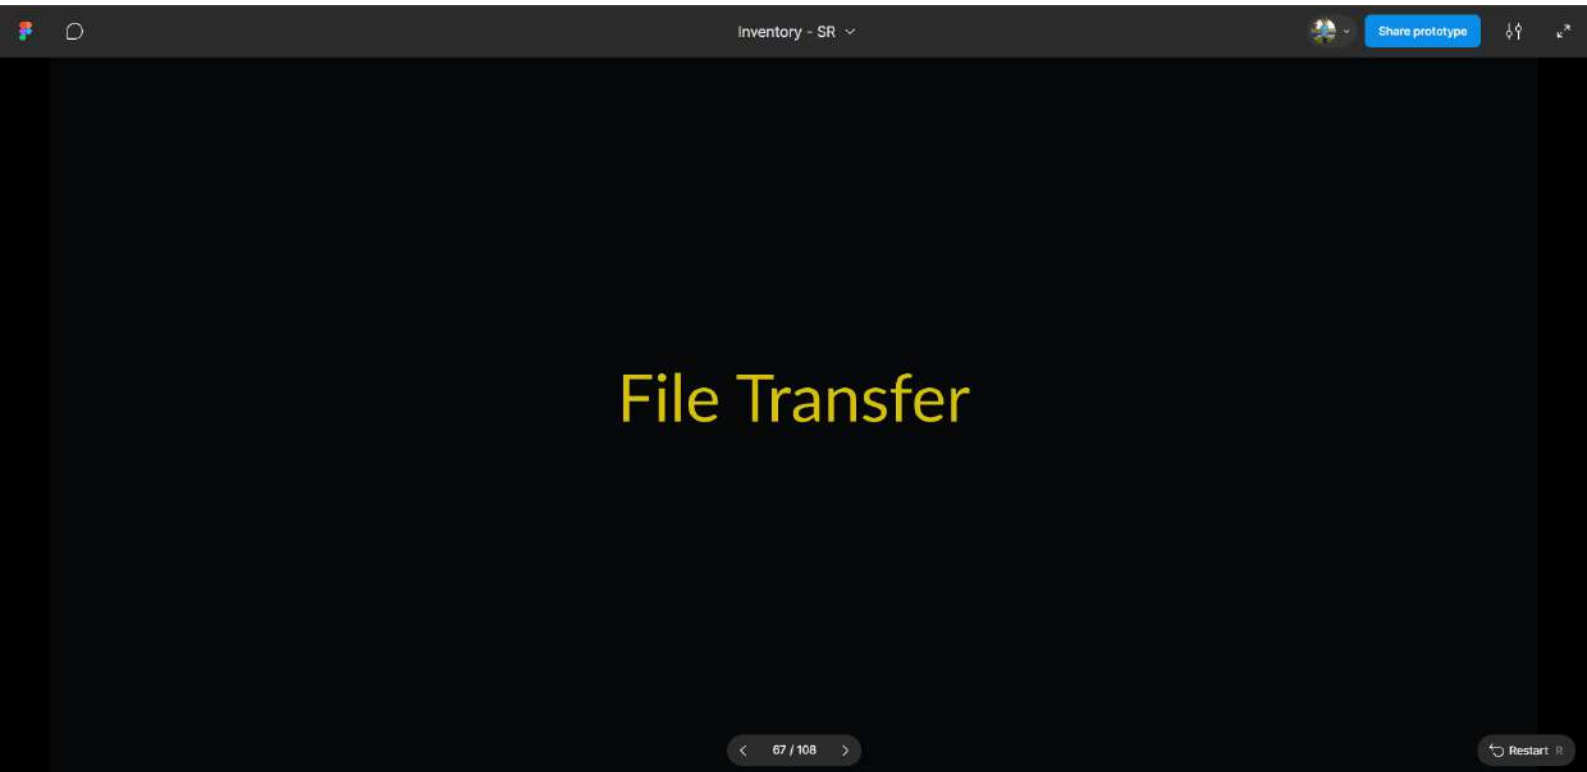 Inventory - SR
Share prototype
File Transfer
67 / 108
Restart R